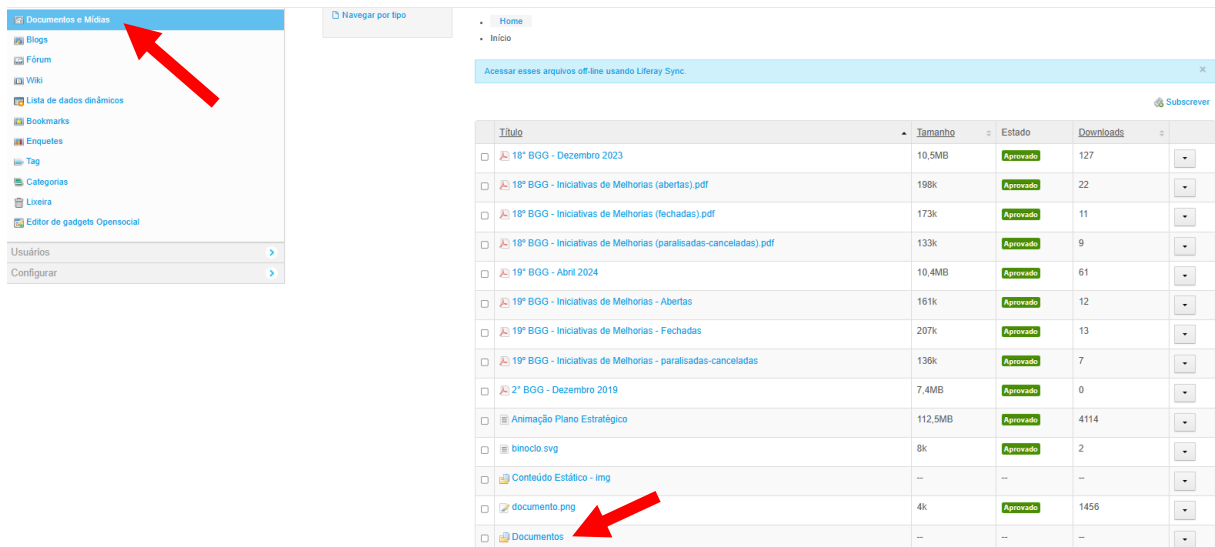 Documentos e Mídias
Blogs
Fórum
Wiki
Lista de dados dinâmicos
Bookmarks
Enquetes
Tag
Categorias
Lixeira
Editor de gadgets Opensocial
Usuários
Configurar
Navegar por tipo
Home
Início
Acessar esses arquivos off-line usando Liferay Sync. ×
Subscrever
Título Tamanho Estado Downloads
18° BGG - Dezembro 2023 10,5MB Aprovado 127
18º BGG - Iniciativas de Melhorias (abertas).pdf 198k Aprovado 22
18º BGG - Iniciativas de Melhorias (fechadas).pdf 173k Aprovado 11
18º BGG - Iniciativas de Melhorias (paralisadas-canceladas).pdf 133k Aprovado 9
19° BGG - Abril 2024 10,4MB Aprovado 61
19º BGG - Iniciativas de Melhorias - Abertas 161k Aprovado 12
19º BGG - Iniciativas de Melhorias - Fechadas 207k Aprovado 13
19º BGG - Iniciativas de Melhorias - paralisadas-canceladas 136k Aprovado 7
2° BGG - Dezembro 2019 7,4MB Aprovado 0
Animação Plano Estratégico 112,5MB Aprovado 4114
binoclo.svg 8k Aprovado 2
Conteúdo Estático - img -- -- --
documento.png 4k Aprovado 1456
Documentos -- -- --